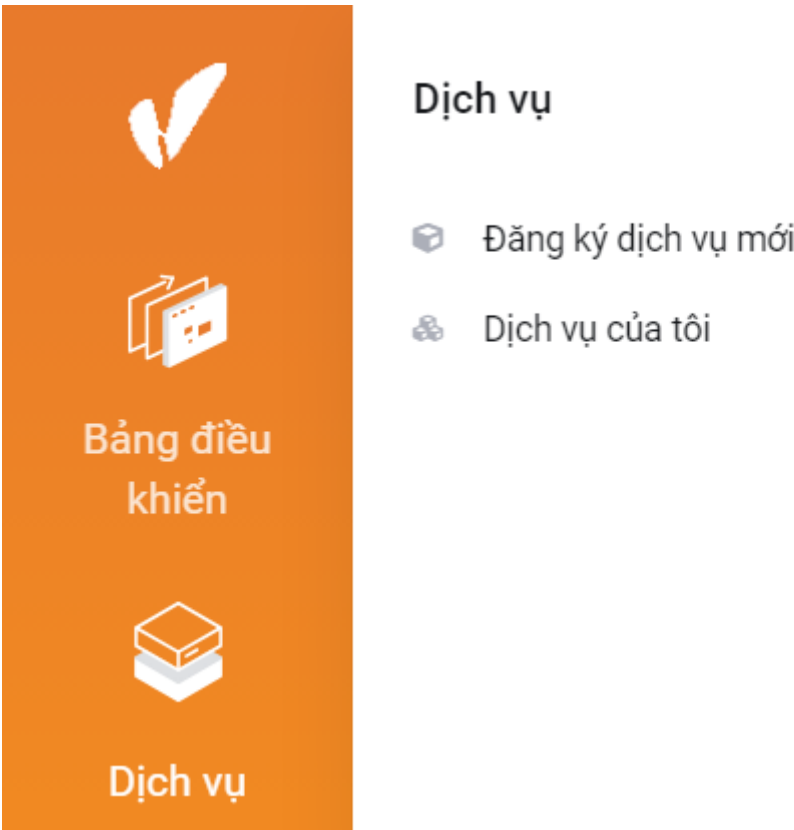 Bảng điều
khiển
Dịch vụ
Dịch vụ
Đăng ký dịch vụ mới
Dịch vụ của tôi